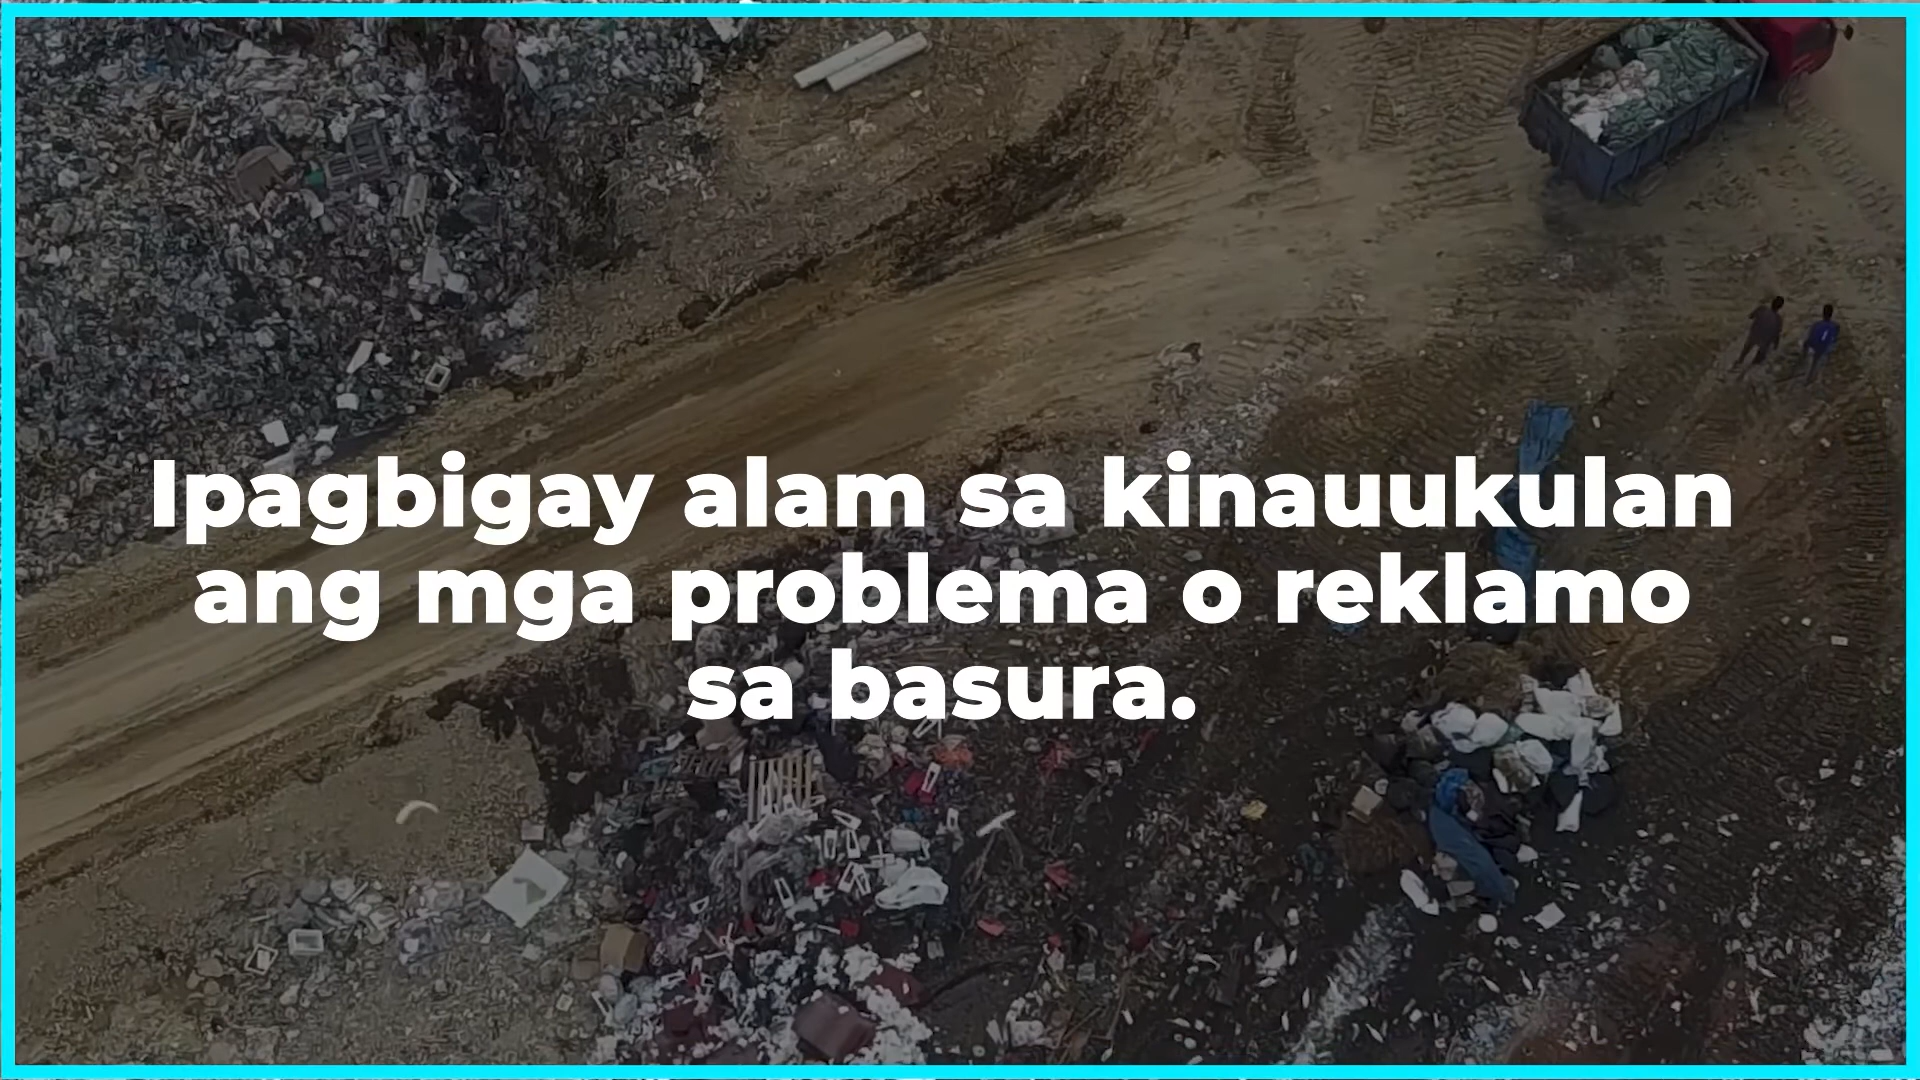 Ipagbigay alam sa kinauukulan
ang mga problema o reklamo
sa basura.